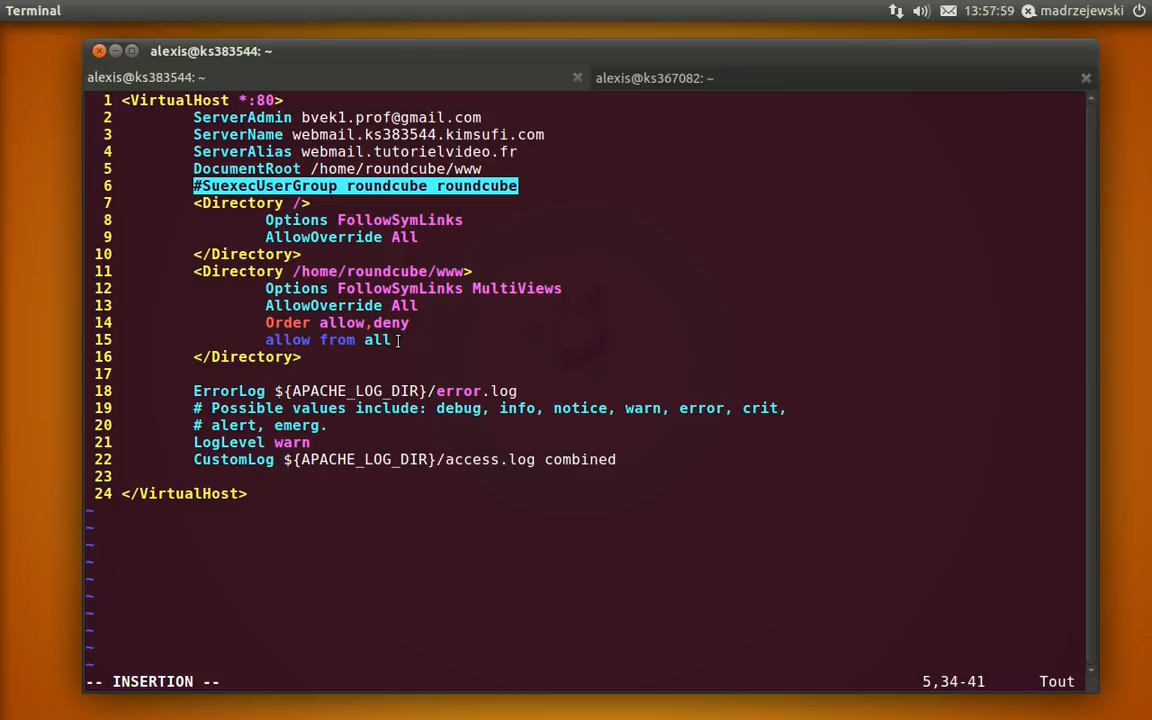 Terminal
13:57:59 madrzejewski
alexis@ks383544: ~
alexis@ks383544: ~
alexis@ks367082: ~
1 <VirtualHost *:80>
2 ServerAdmin bvek1.prof@gmail.com
3 ServerName webmail.ks383544.kimsufi.com
4 ServerAlias webmail.tutorielvideo.fr
5 DocumentRoot /home/roundcube/www
6 #SuexecUserGroup roundcube roundcube
7 <Directory />
8 Options FollowSymLinks
9 AllowOverride All
10 </Directory>
11 <Directory /home/roundcube/www>
12 Options FollowSymLinks MultiViews
13 AllowOverride All
14 Order allow,deny
15 allow from all
16 </Directory>
17
18 ErrorLog ${APACHE_LOG_DIR}/error.log
19 # Possible values include: debug, info, notice, warn, error, crit,
20 # alert, emerg.
21 LogLevel warn
22 CustomLog ${APACHE_LOG_DIR}/access.log combined
23
24 </VirtualHost>
~
~
~
~
~
~
~
~
~
~
-- INSERTION -- 5,34-41 Tout